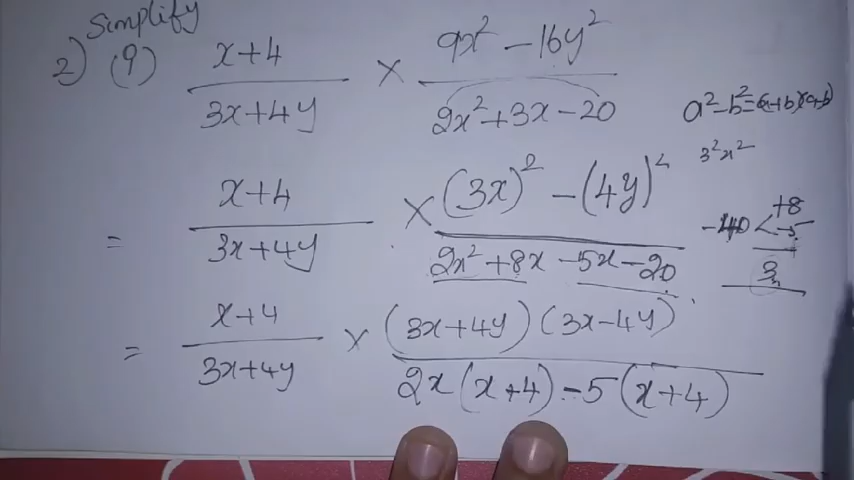 Simplify
2) (9) x+4 / 3x+4y × 9x² - 16y² / 2x²+3x-20
a²-b²=(a+b)(a+b)
3²x²
= x+4 / 3x+4y × (3x)² - (4y)² / 2x²+8x -5x-20
-40 < +8 -5
3
= x+4 / 3x+4y × (3x+4y)(3x-4y) / 2x(x+4)-5(x+4)